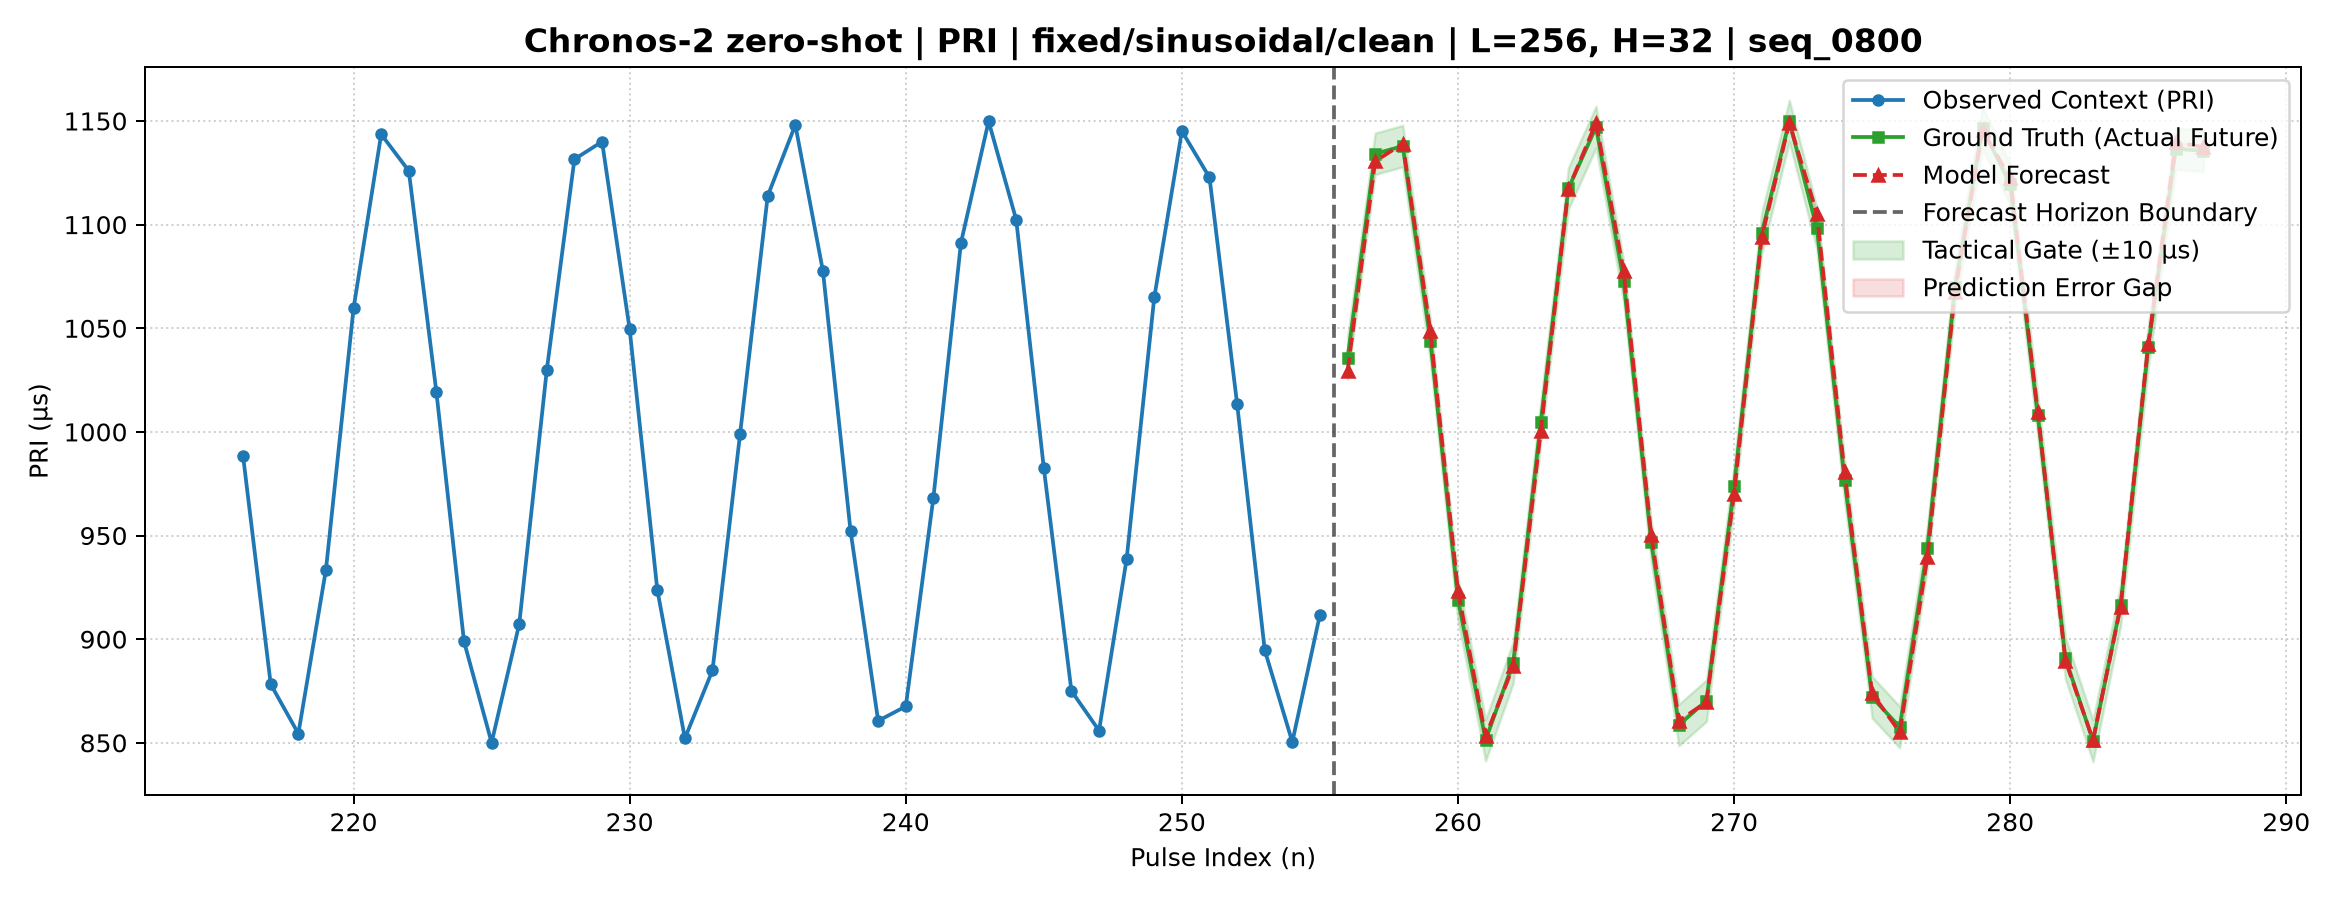 Chronos-2 zero-shot | PRI | fixed/sinusoidal/clean | L=256, H=32 | seq_0800
Observed Context (PRI)
Ground Truth (Actual Future)
Model Forecast
Forecast Horizon Boundary
Tactical Gate (±10 µs)
Prediction Error Gap
PRI (µs)
1150
1100
1050
1000
950
900
850
220 230 240 250 260 270 280 290
Pulse Index (n)